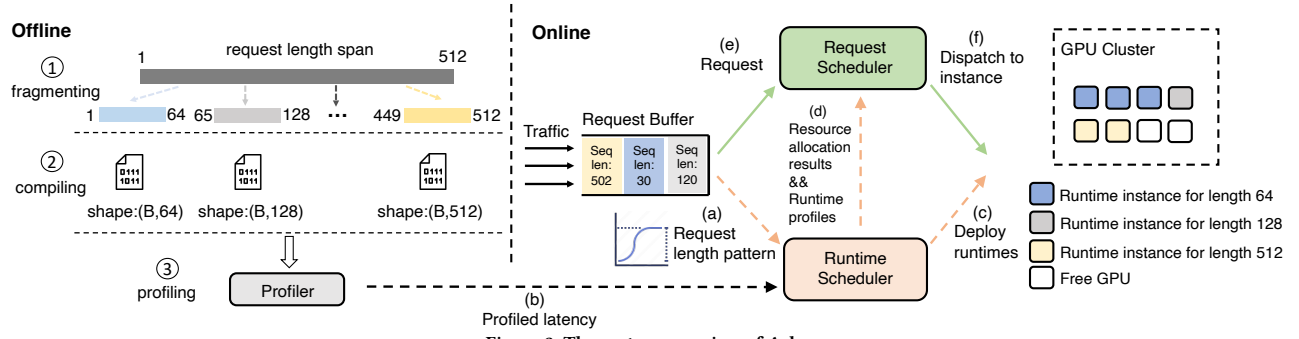 Offline
1
request length span
512
①
fragmenting
1
64
65
128
...
449
512
②
compiling
0111
1011
0111
1011
0111
1011
shape:(B,64)
shape:(B,128)
shape:(B,512)
③
profiling
Profiler
Online
Traffic
Request Buffer
Seq
len:
502
Seq
len:
30
Seq
len:
120
(e)
Request
Request
Scheduler
(f)
Dispatch to
instance
(d)
Resource
allocation
results
&&
Runtime
profiles
(a)
Request
length pattern
(c)
Deploy
runtimes
Runtime
Scheduler
(b)
Profiled latency
GPU Cluster
Runtime instance for length 64
Runtime instance for length 128
Runtime instance for length 512
Free GPU